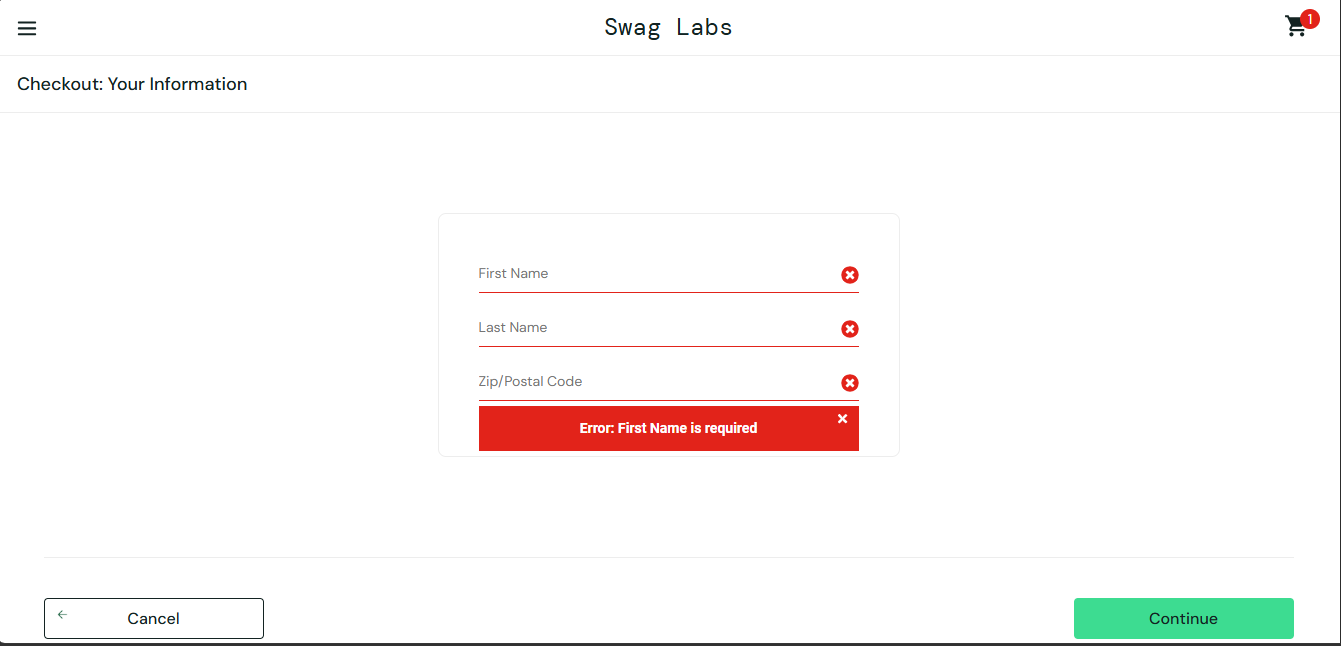 Swag Labs
1
Checkout: Your Information
First Name
Last Name
Zip/Postal Code
Error: First Name is required
Cancel
Continue